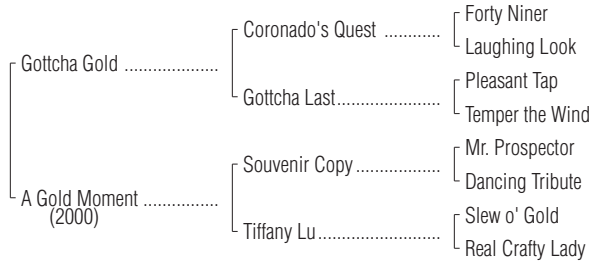 Forty Niner
Coronado's Quest ............
Laughing Look
Gottcha Gold ...................
Pleasant Tap
Gottcha Last.....................
Temper the Wind
Mr. Prospector
Souvenir Copy.................
Dancing Tribute
A Gold Moment ...............
(2000)
Slew o' Gold
Tiffany Lu.........................
Real Crafty Lady